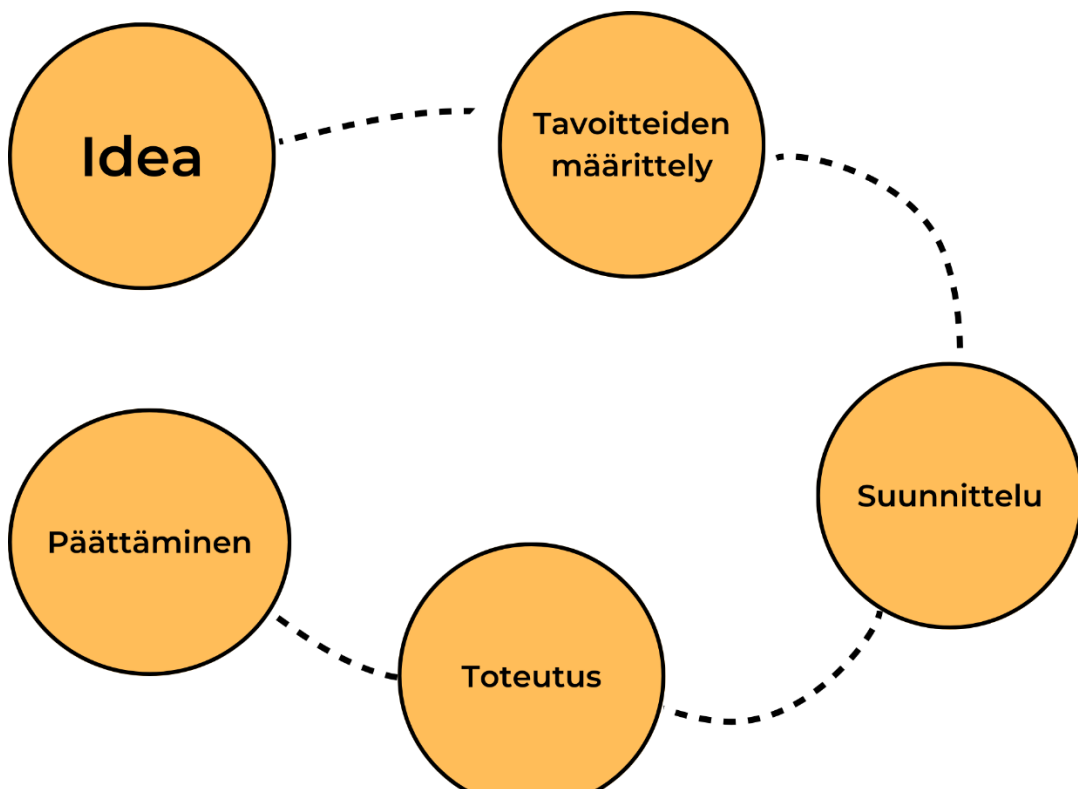 Idea
Tavoitteiden
määrittely
Suunnittelu
Toteutus
Päättäminen